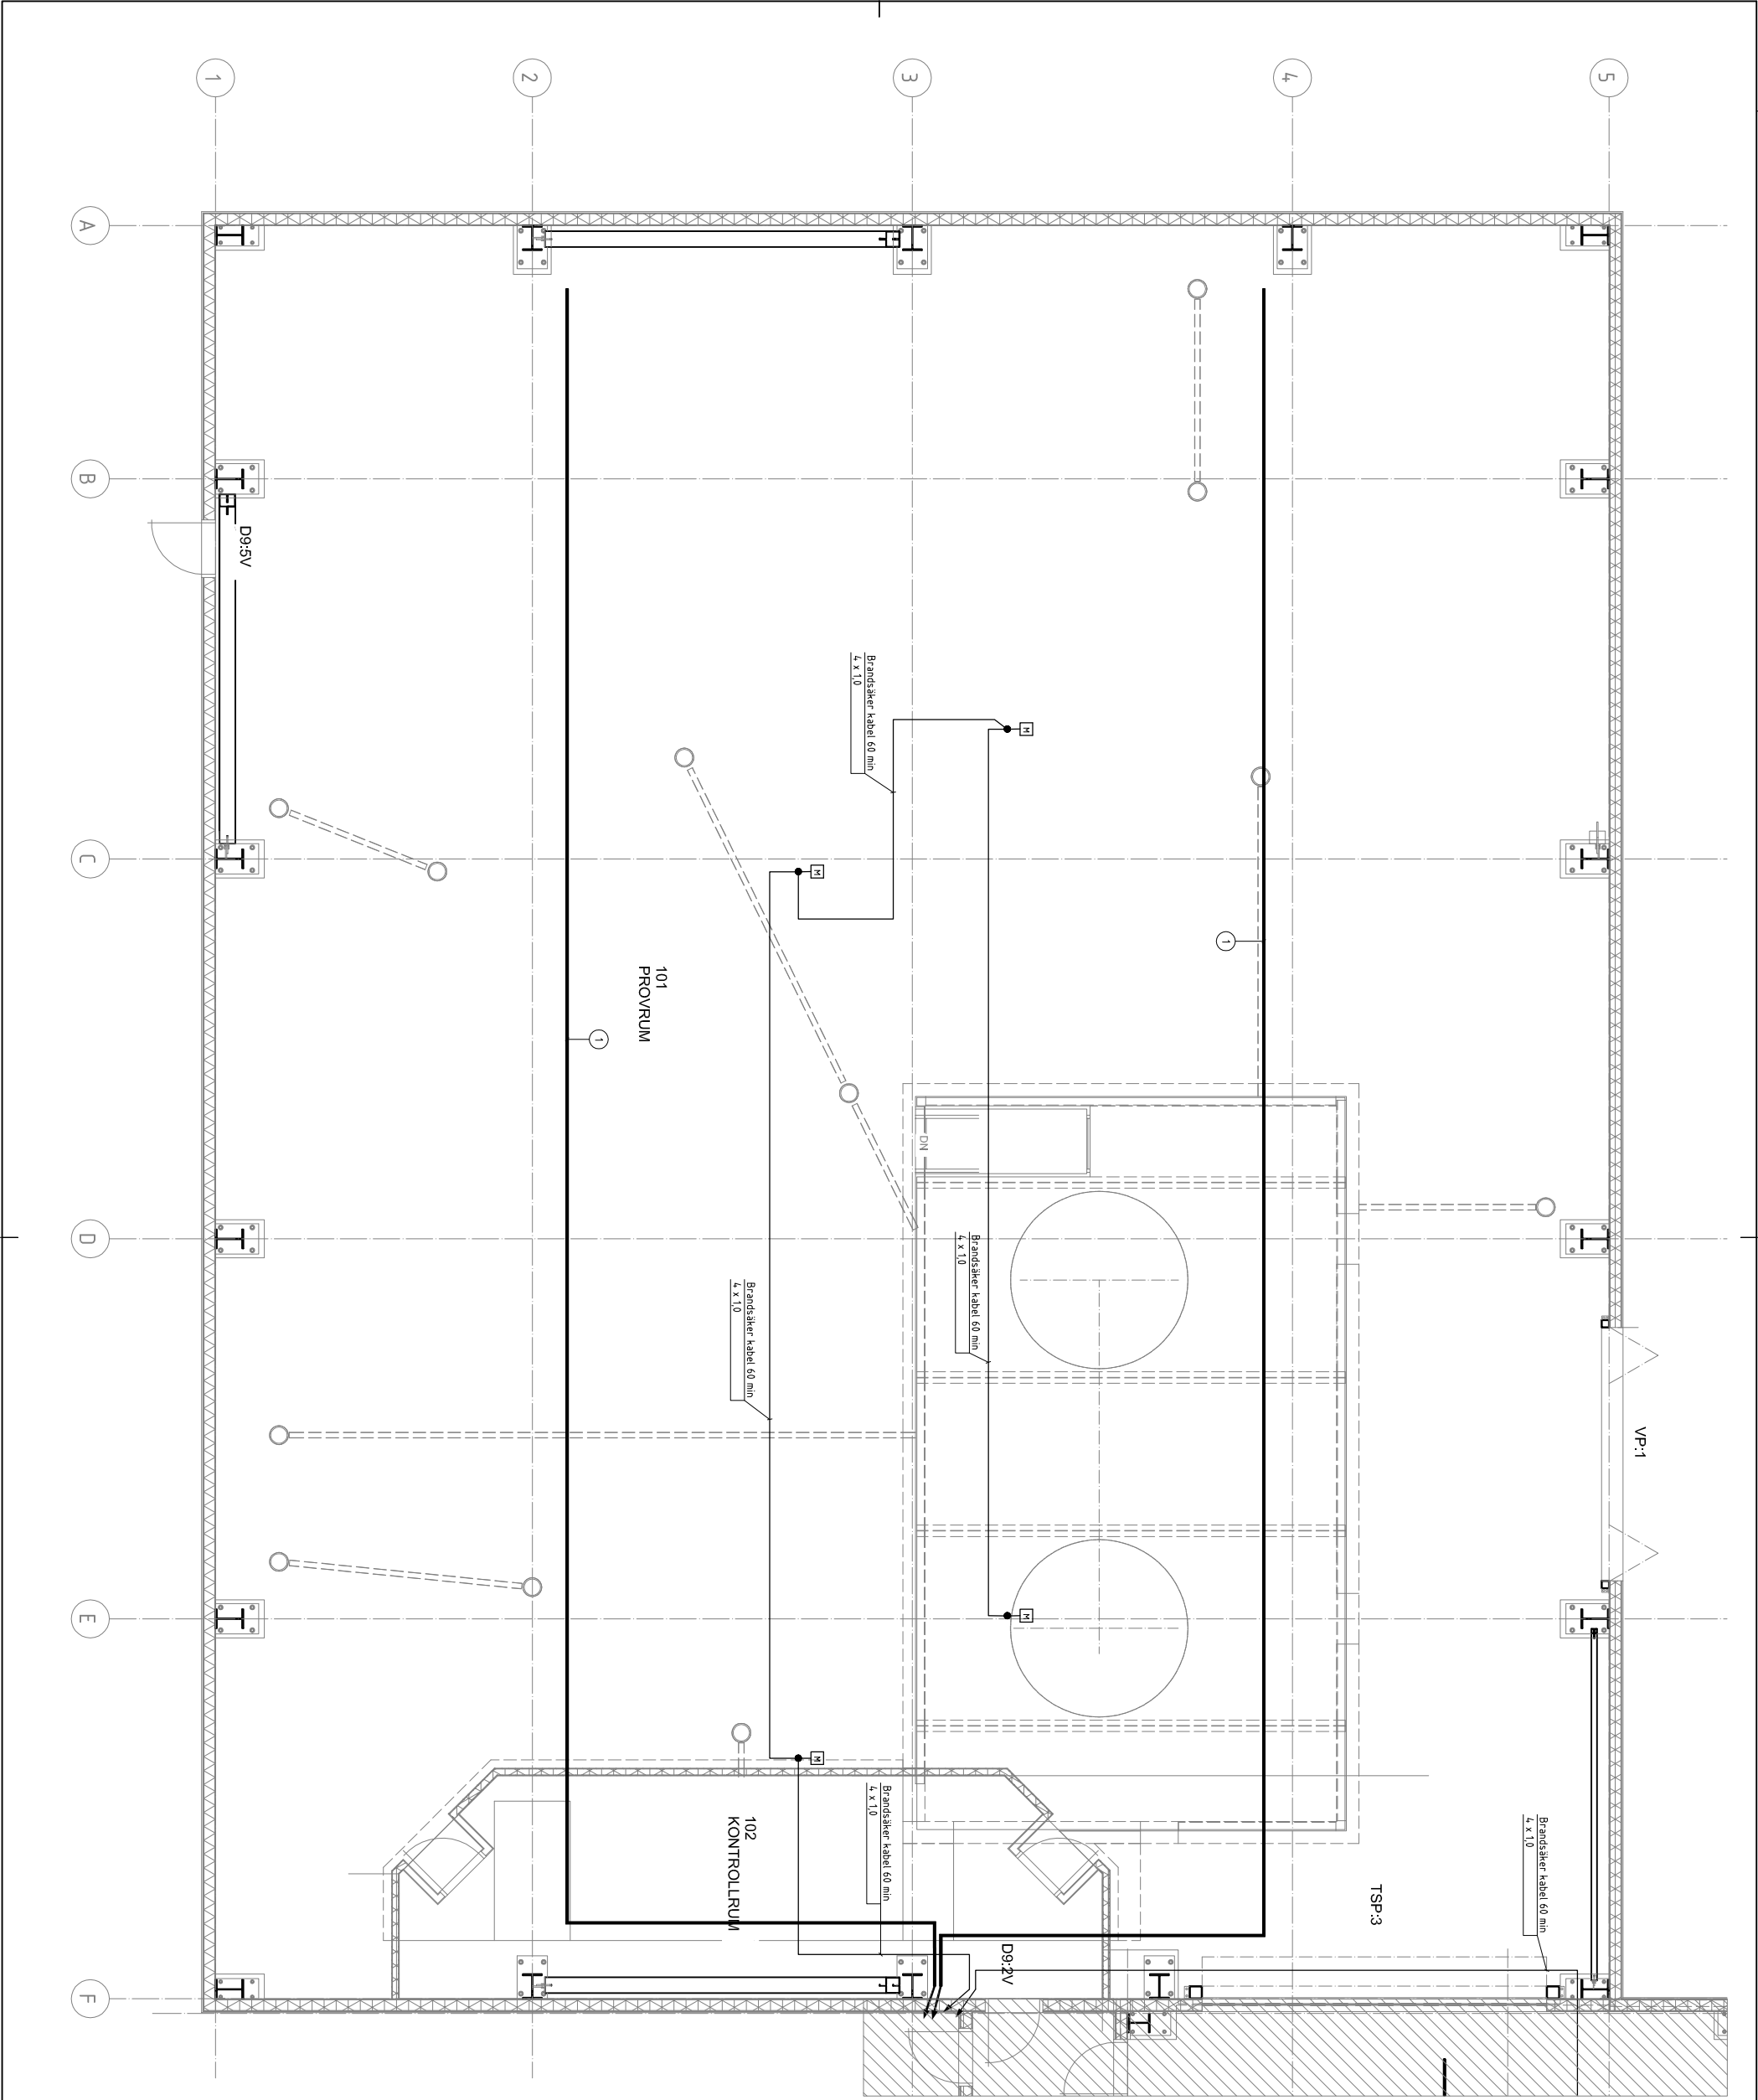 1
2
3
4
5
A
B
C
D
E
F
D9:5V
Brandsäker kabel 60 min
4 x 1,0
M
M
1
101
PROVRUM
1
DN
Brandsäker kabel 60 min
4 x 1,0
Brandsäker kabel 60 min
4 x 1,0
VP:1
M
M
Brandsäker kabel 60 min
4 x 1,0
102
KONTROLLRUM
Brandsäker kabel 60 min
4 x 1,0
TSP:3
D9:2V